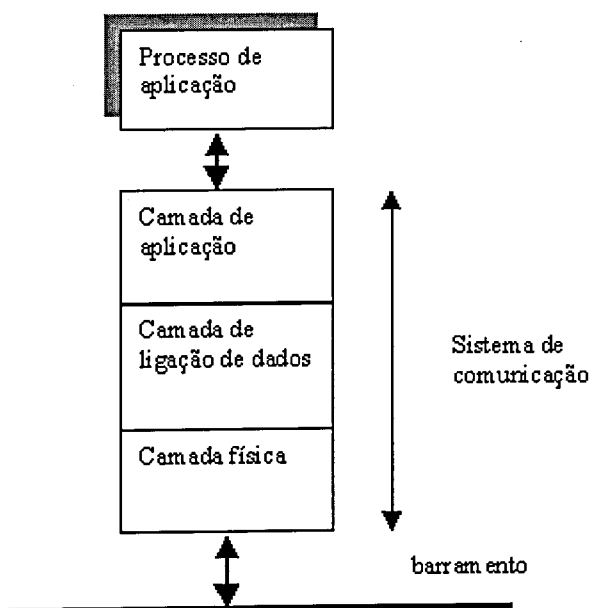 Processo de
aplicação
Camada de
aplicação
Camada de
ligação de dados
Sistema de
comunicação
Camada física
barramento